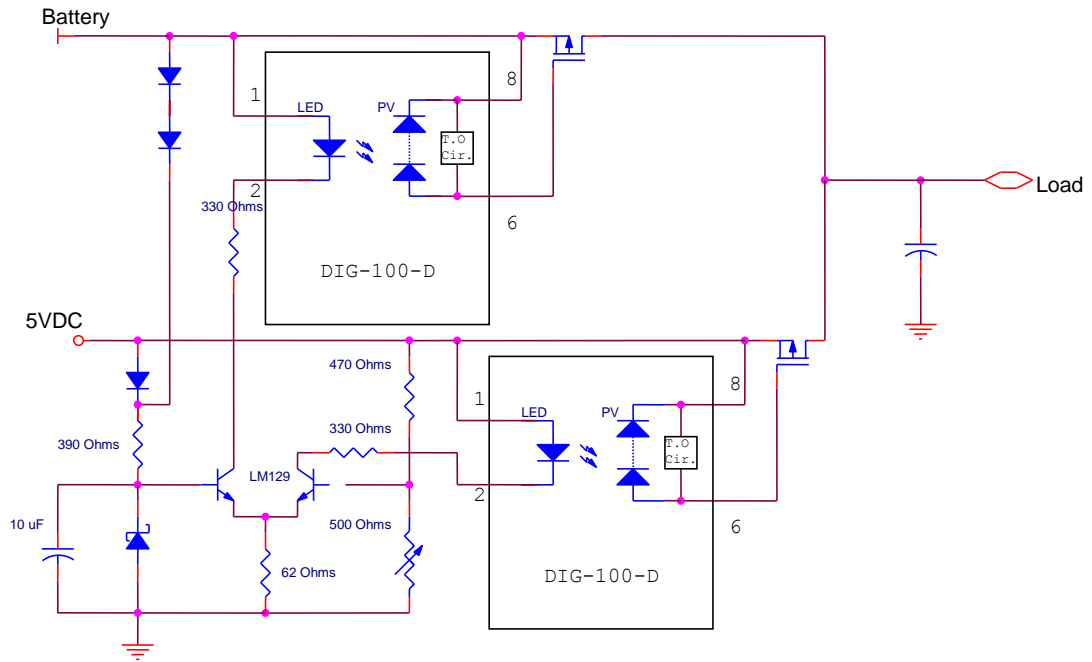 Battery
1
LED
PV
8
T.O
Cir.
2
330 Ohms
6
DIG-100-D
Load
5VDC
470 Ohms
1
LED
PV
8
T.O
Cir.
390 Ohms
330 Ohms
LM129
2
10 uF
500 Ohms
6
62 Ohms
DIG-100-D